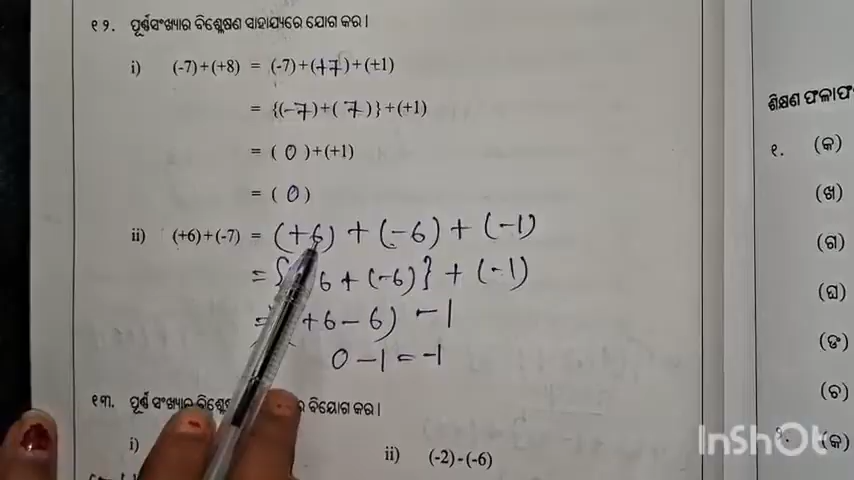 ୧୨. ପୂର୍ଣ୍ଣସଂଖ୍ୟାର ବିଶ୍ଳେଷଣ ସାହାଯ୍ୟରେ ଯୋଗ କର।
i) (-7)+(+8) = (-7)+(+7)+(+1)
= {(-7)+( 7 )}+(+1)
= ( 0 )+(+1)
= ( 0 )
ii) (+6)+(-7) = (+6) + (-6) + (-1)
= { 6 + (-6)} + (-1)
= +6 - 6) - 1
0 - 1 = -1
୧୩. ପୂର୍ଣ୍ଣ ସଂଖ୍ୟାର ବିୟୋଗ କର।
i)
ii) (-2)-(-6)
ଶିକ୍ଷଣ ଫଳାଫ
୧. (କ)
(ଖ)
(ଗ)
(ଘ)
(ଙ)
(ଚ)
(କ)
InShOt